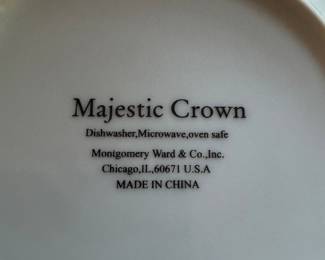 Majestic Crown
Dishwasher,Microwave,oven safe
Montgomery Ward & Co.,Inc.
Chicago,IL,60671 U.S.A
MADE IN CHINA